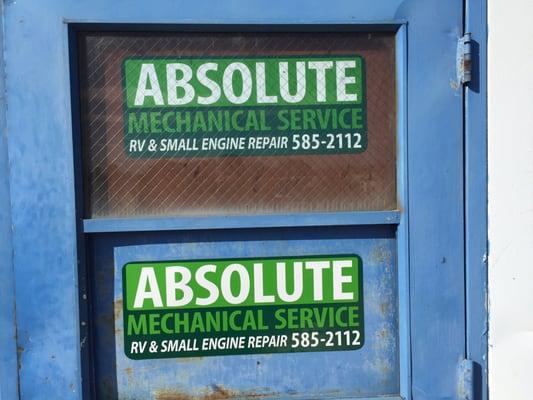 ABSOLUTE
MECHANICAL SERVICE
RV & SMALL ENGINE REPAIR 585-2112
ABSOLUTE
MECHANICAL SERVICE
RV & SMALL ENGINE REPAIR 585-2112